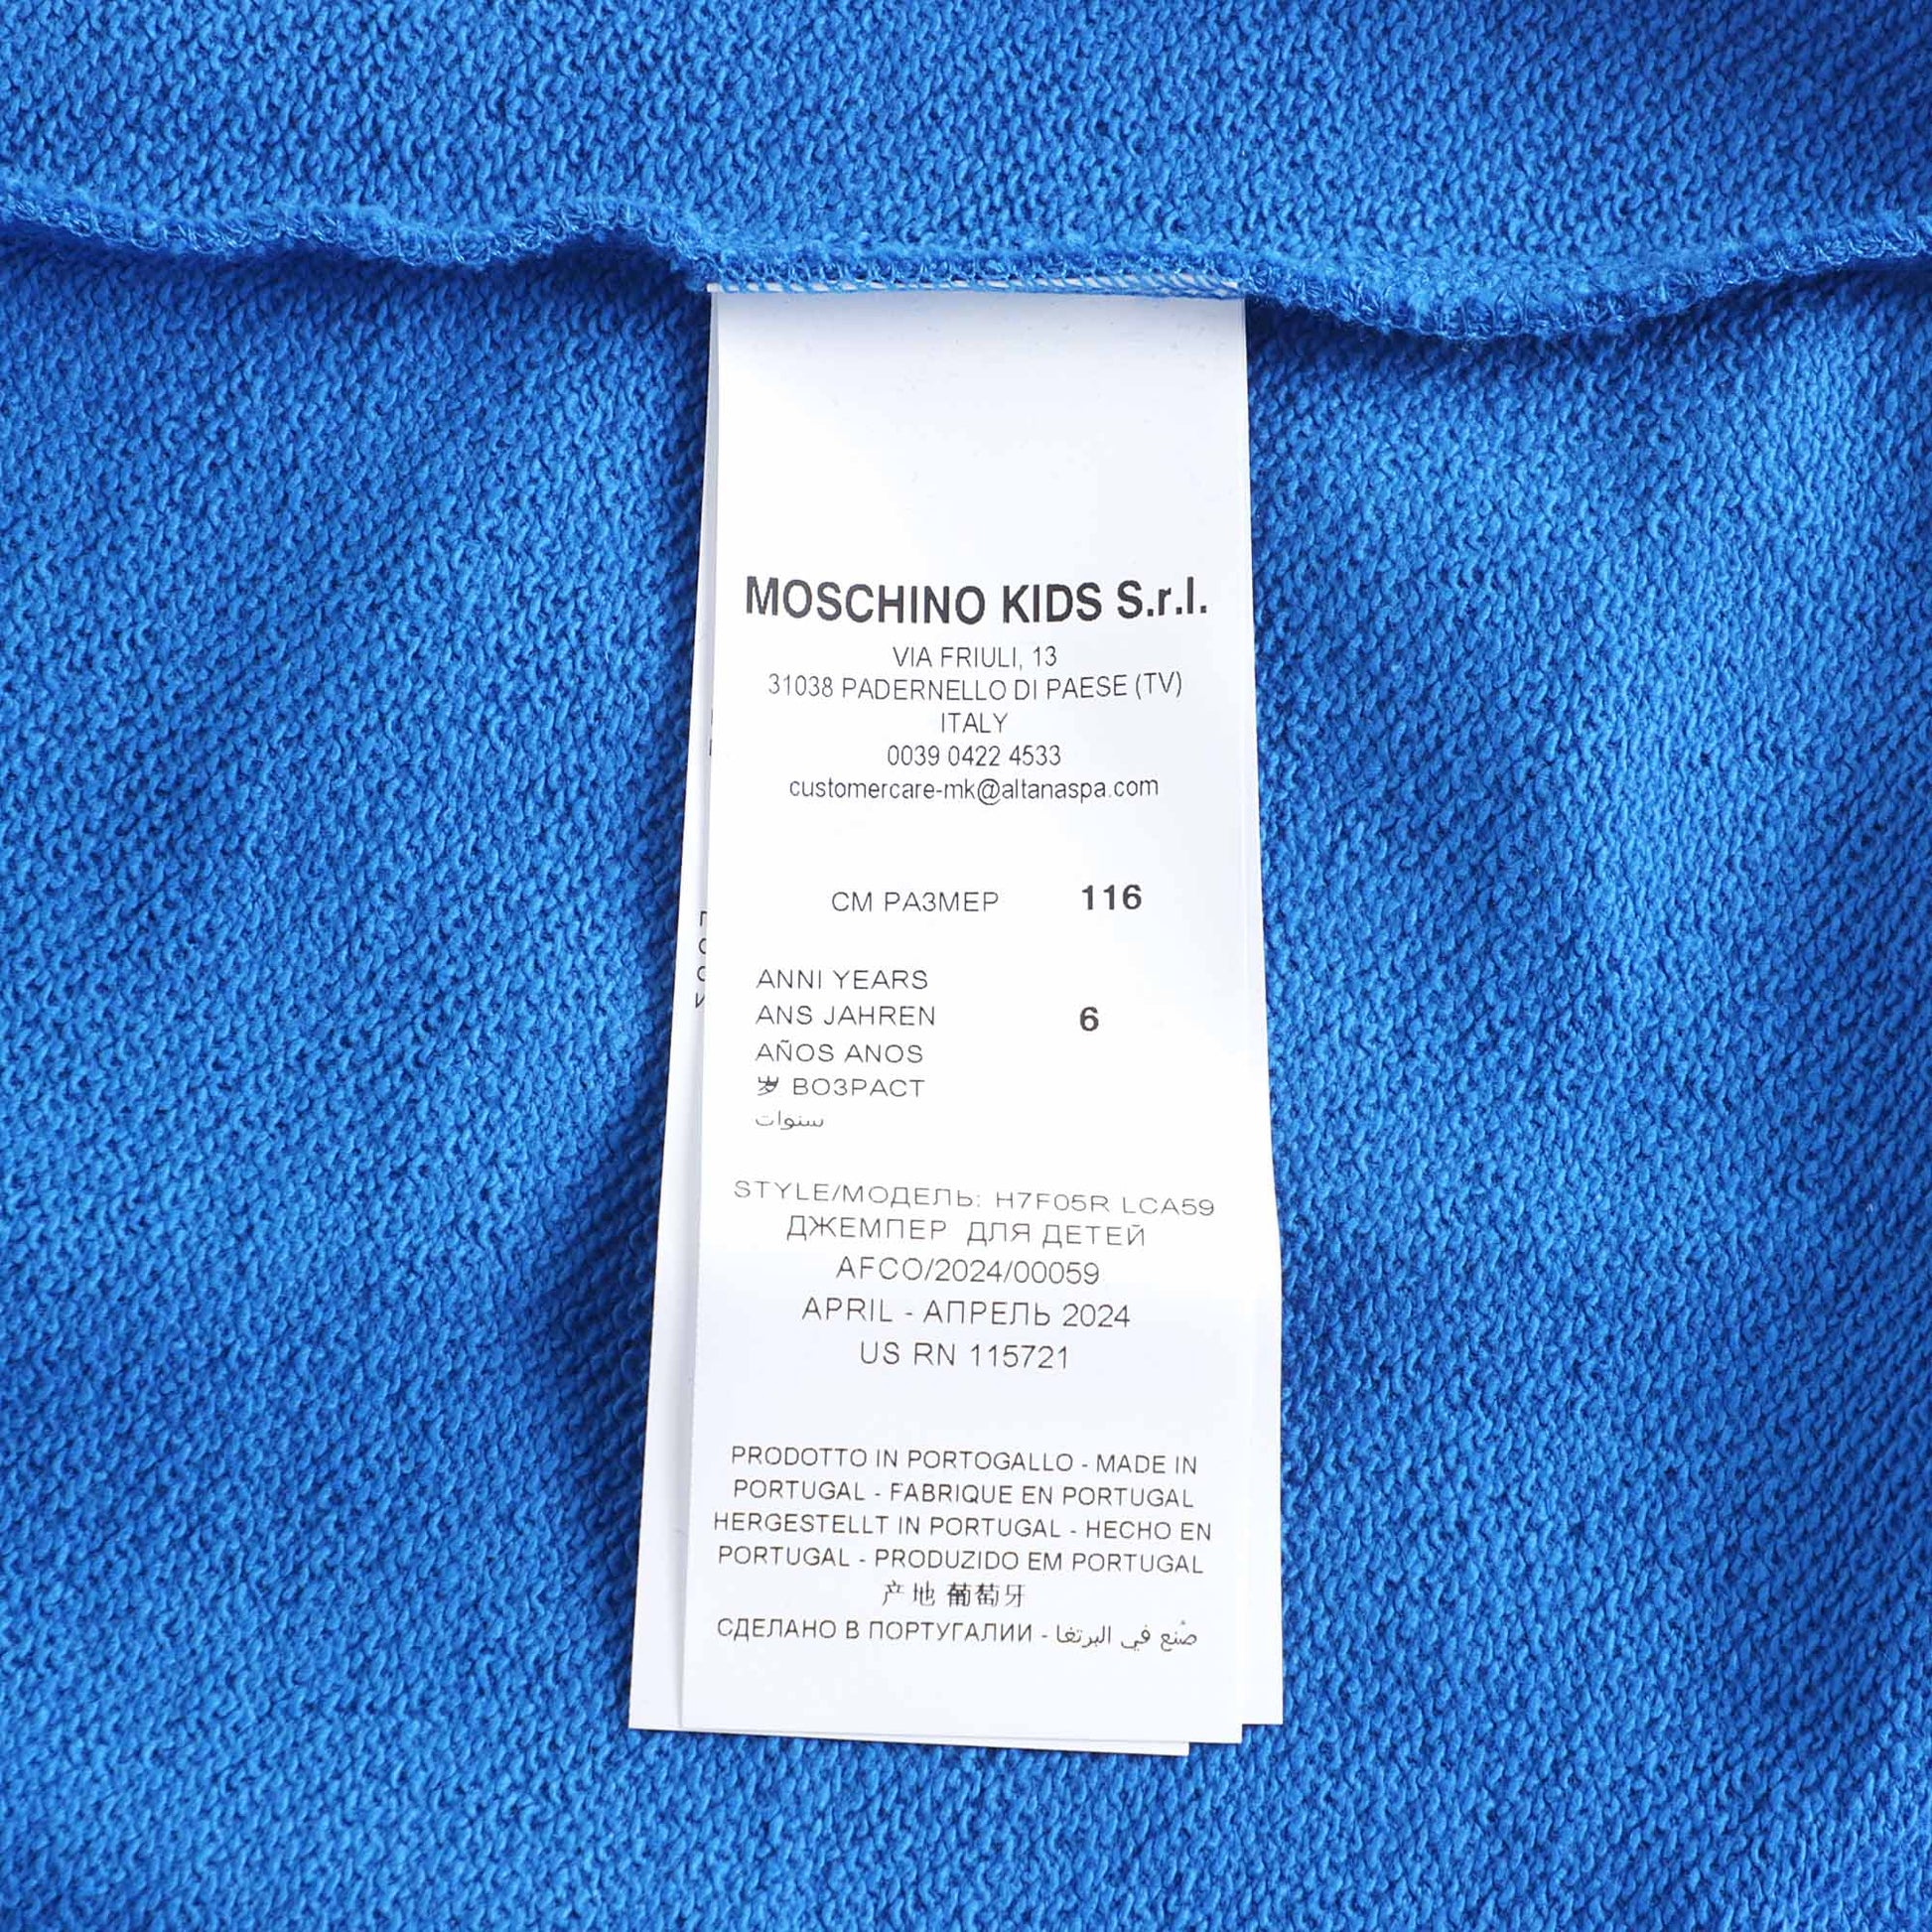 MOSCHINO KIDS S.r.l.
VIA FRIULI, 13
31038 PADERNELLO DI PAESE (TV)
ITALY
0039 0422 4533
customercare-mk@altanaspa.com
СМ РАЗМЕР 116
ANNI YEARS
ANS JAHREN 6
AÑOS ANOS
岁 ВОЗРАСТ
سنوات
STYLE/МОДЕЛЬ: H7F05R LCA59
ДЖЕМПЕР ДЛЯ ДЕТЕЙ
AFCO/2024/00059
APRIL - АПРЕЛЬ 2024
US RN 115721
PRODOTTO IN PORTOGALLO - MADE IN
PORTUGAL - FABRIQUE EN PORTUGAL
HERGESTELLT IN PORTUGAL - HECHO EN
PORTUGAL - PRODUZIDO EM PORTUGAL
产地 葡萄牙
СДЕЛАНО В ПОРТУГАЛИИ - صُنع في البرتغا